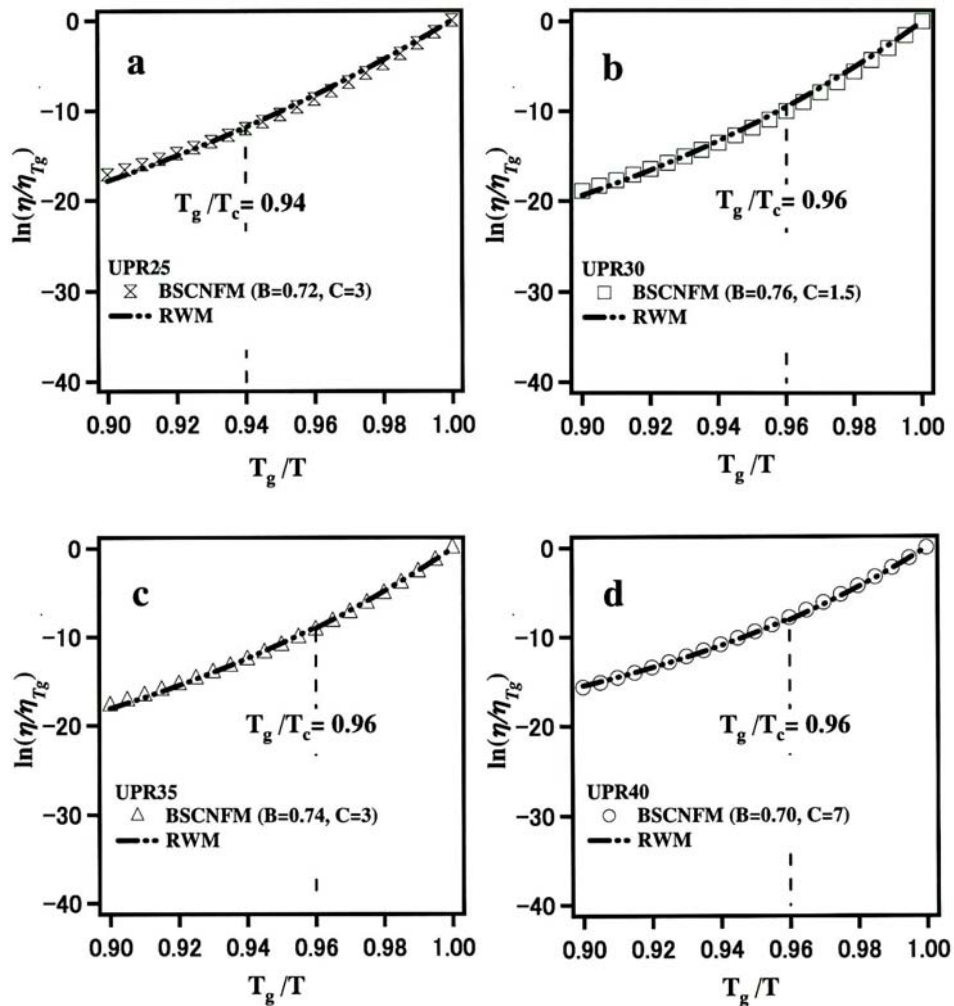 a
0
−10
−20
−30
−40
ln(η/ηTg)
Tg/Tc= 0.94
UPR25
BSCNFM (B=0.72, C=3)
RWM
0.90 0.92 0.94 0.96 0.98 1.00
Tg/T
b
0
−10
−20
−30
−40
ln(η/ηTg)
Tg/Tc= 0.96
UPR30
BSCNFM (B=0.76, C=1.5)
RWM
0.90 0.92 0.94 0.96 0.98 1.00
Tg/T
c
0
−10
−20
−30
−40
ln(η/ηTg)
Tg/Tc= 0.96
UPR35
BSCNFM (B=0.74, C=3)
RWM
0.90 0.92 0.94 0.96 0.98 1.00
Tg/T
d
0
−10
−20
−30
−40
ln(η/ηTg)
Tg/Tc= 0.96
UPR40
BSCNFM (B=0.70, C=7)
RWM
0.90 0.92 0.94 0.96 0.98 1.00
Tg/T